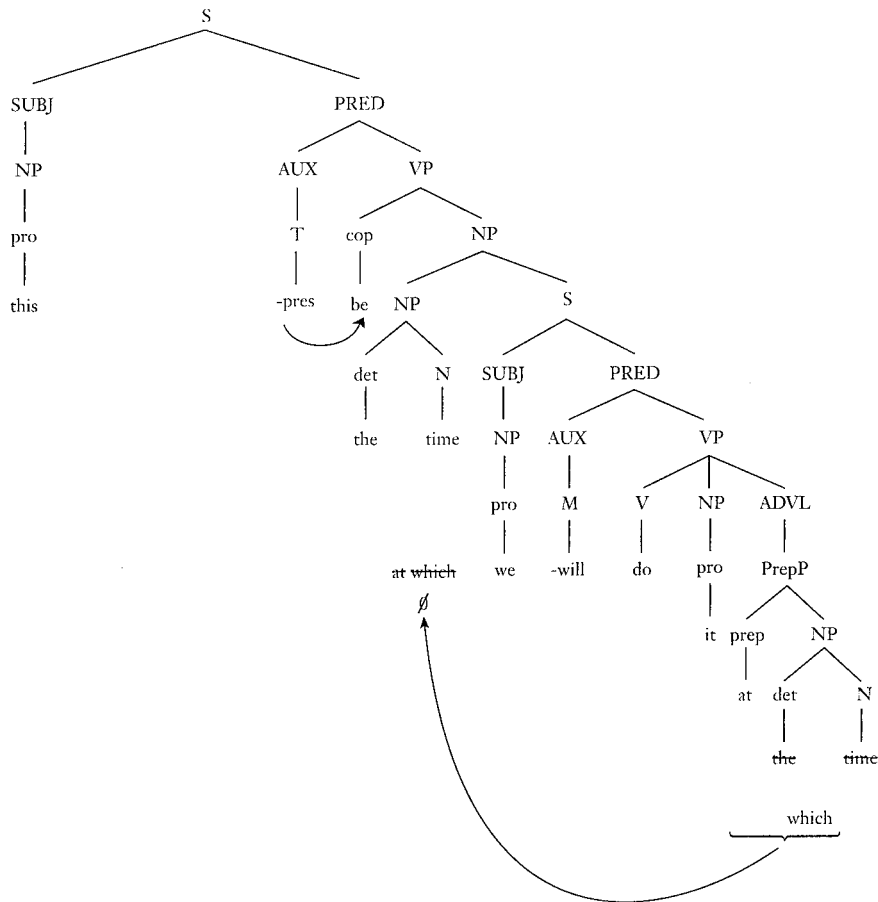 S
SUBJ PRED
NP AUX VP
pro T cop NP
this -pres be NP S
det N SUBJ PRED
the time NP AUX VP
pro M V NP ADVL
at which we -will do pro PrepP
Ø it prep NP
at det N
the time
which